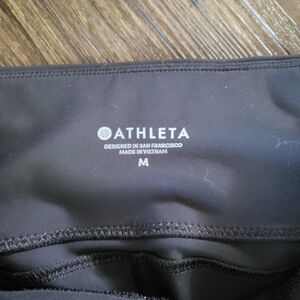 ATHLETA
DESIGNED IN SAN FRANCISCO
MADE IN VIETNAM
M